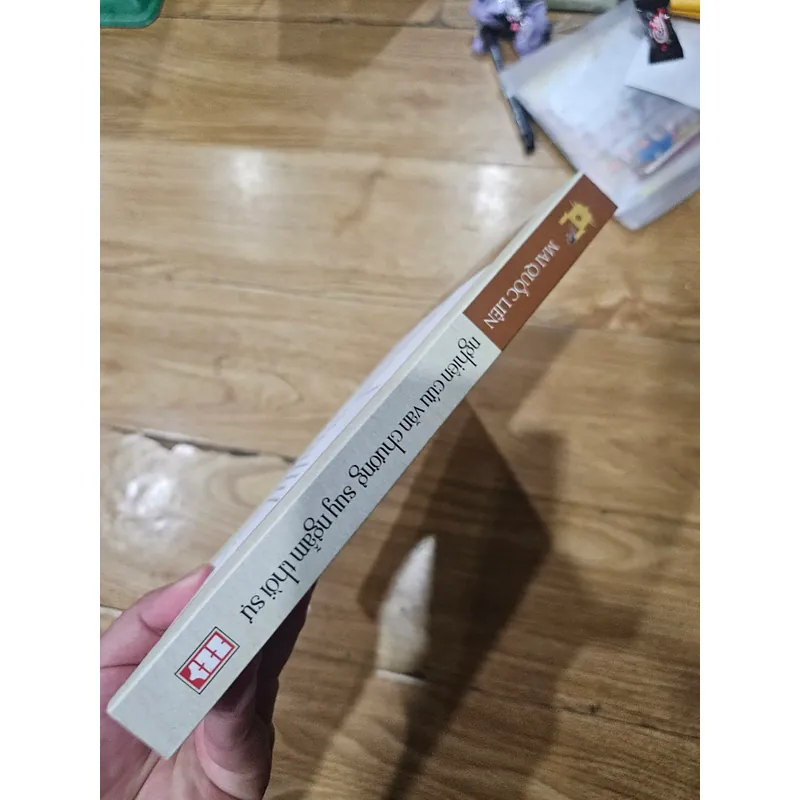 MAI QUỐC LIÊN
nghiên cứu văn chương suy ngẫm thời sự